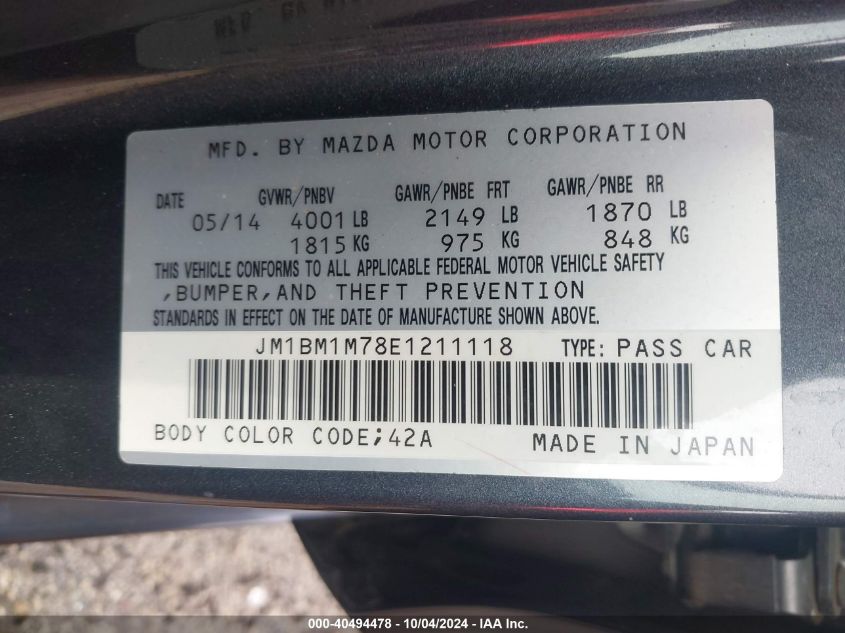 MFD. BY MAZDA MOTOR CORPORATION
DATE GVWR/PNBV GAWR/PNBE FRT GAWR/PNBE RR
05/14 4001 LB 2149 LB 1870 LB
1815 KG 975 KG 848 KG
THIS VEHICLE CONFORMS TO ALL APPLICABLE FEDERAL MOTOR VEHICLE SAFETY
,BUMPER,AND THEFT PREVENTION
STANDARDS IN EFFECT ON THE DATE OF MANUFACTURE SHOWN ABOVE.
JM1BM1M78E1211118 TYPE: PASS CAR
BODY COLOR CODE;42A MADE IN JAPAN
000-40494478 - 10/04/2024 - IAA Inc.